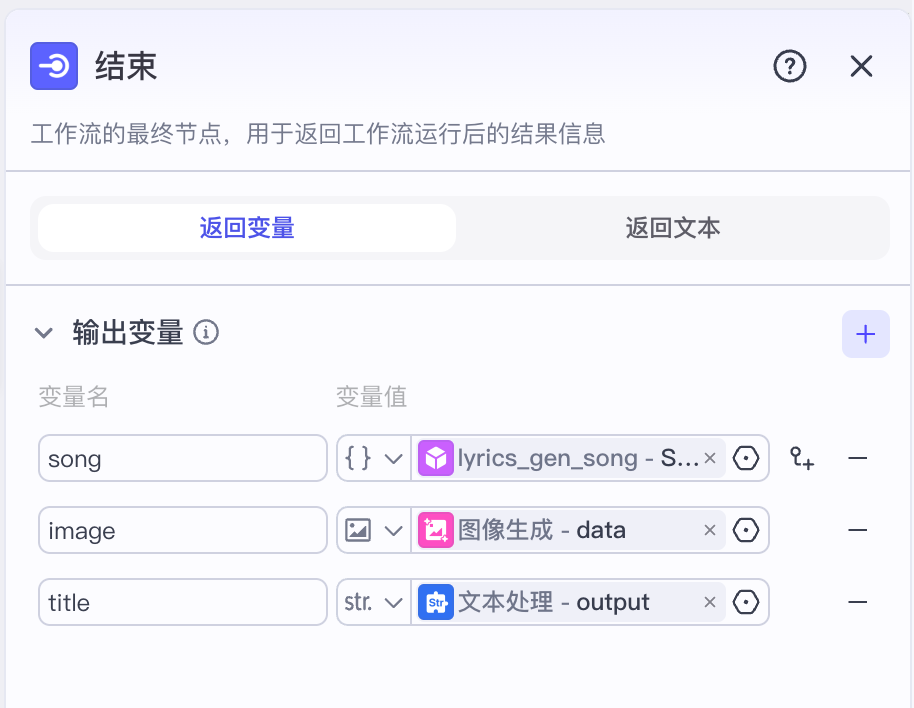 结束
工作流的最终节点，用于返回工作流运行后的结果信息
返回变量 返回文本
输出变量
变量名 变量值
song { } lyrics_gen_song - S...
image 图像生成 - data
title str. Str 文本处理 - output